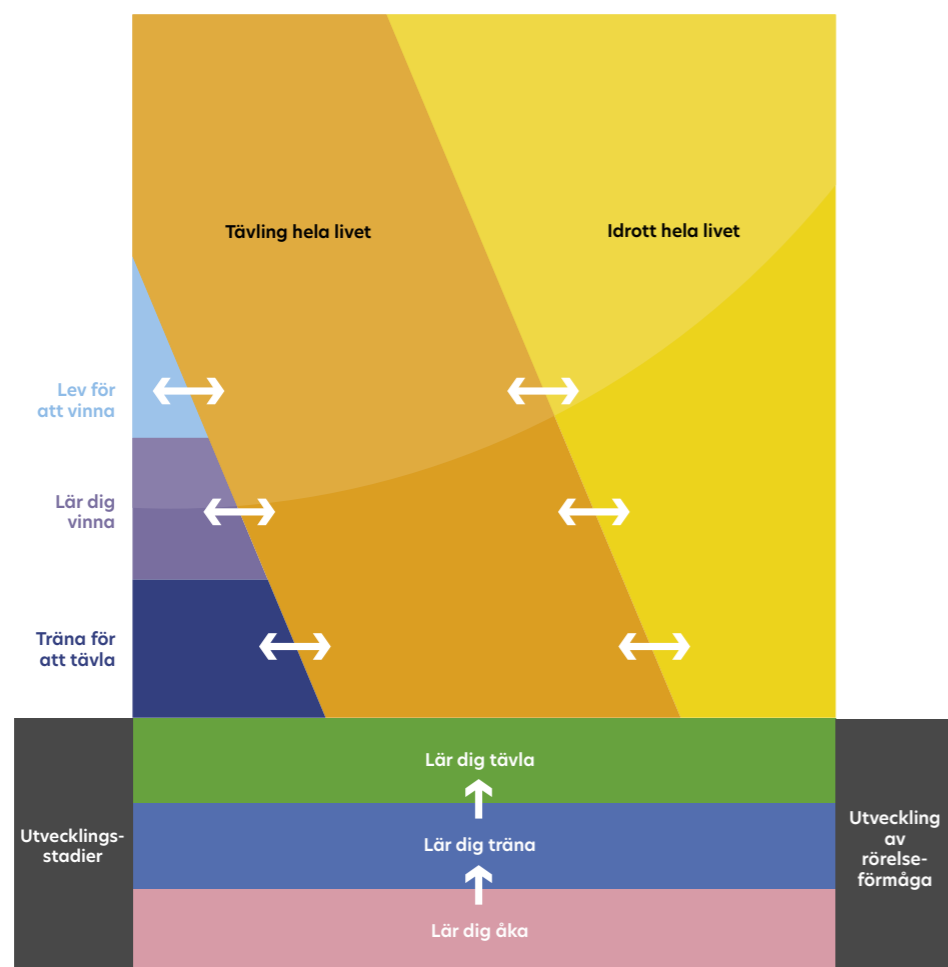 Tävling hela livet
Idrott hela livet
Lev för
att vinna
Lär dig
vinna
Träna för
att tävla
Lär dig tävla
Utvecklings-
stadier
Lär dig träna
Utveckling
av
rörelse-
förmåga
Lär dig åka